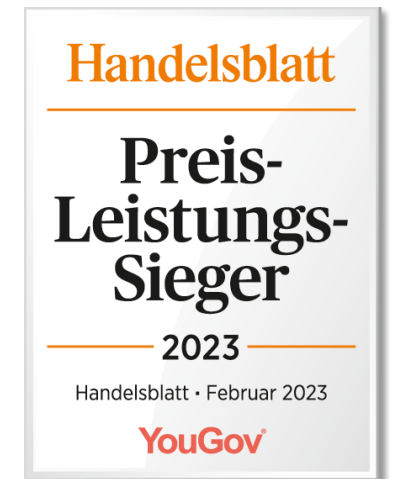 Handelsblatt
Preis-
Leistungs-
Sieger
2023
Handelsblatt • Februar 2023
YouGov®